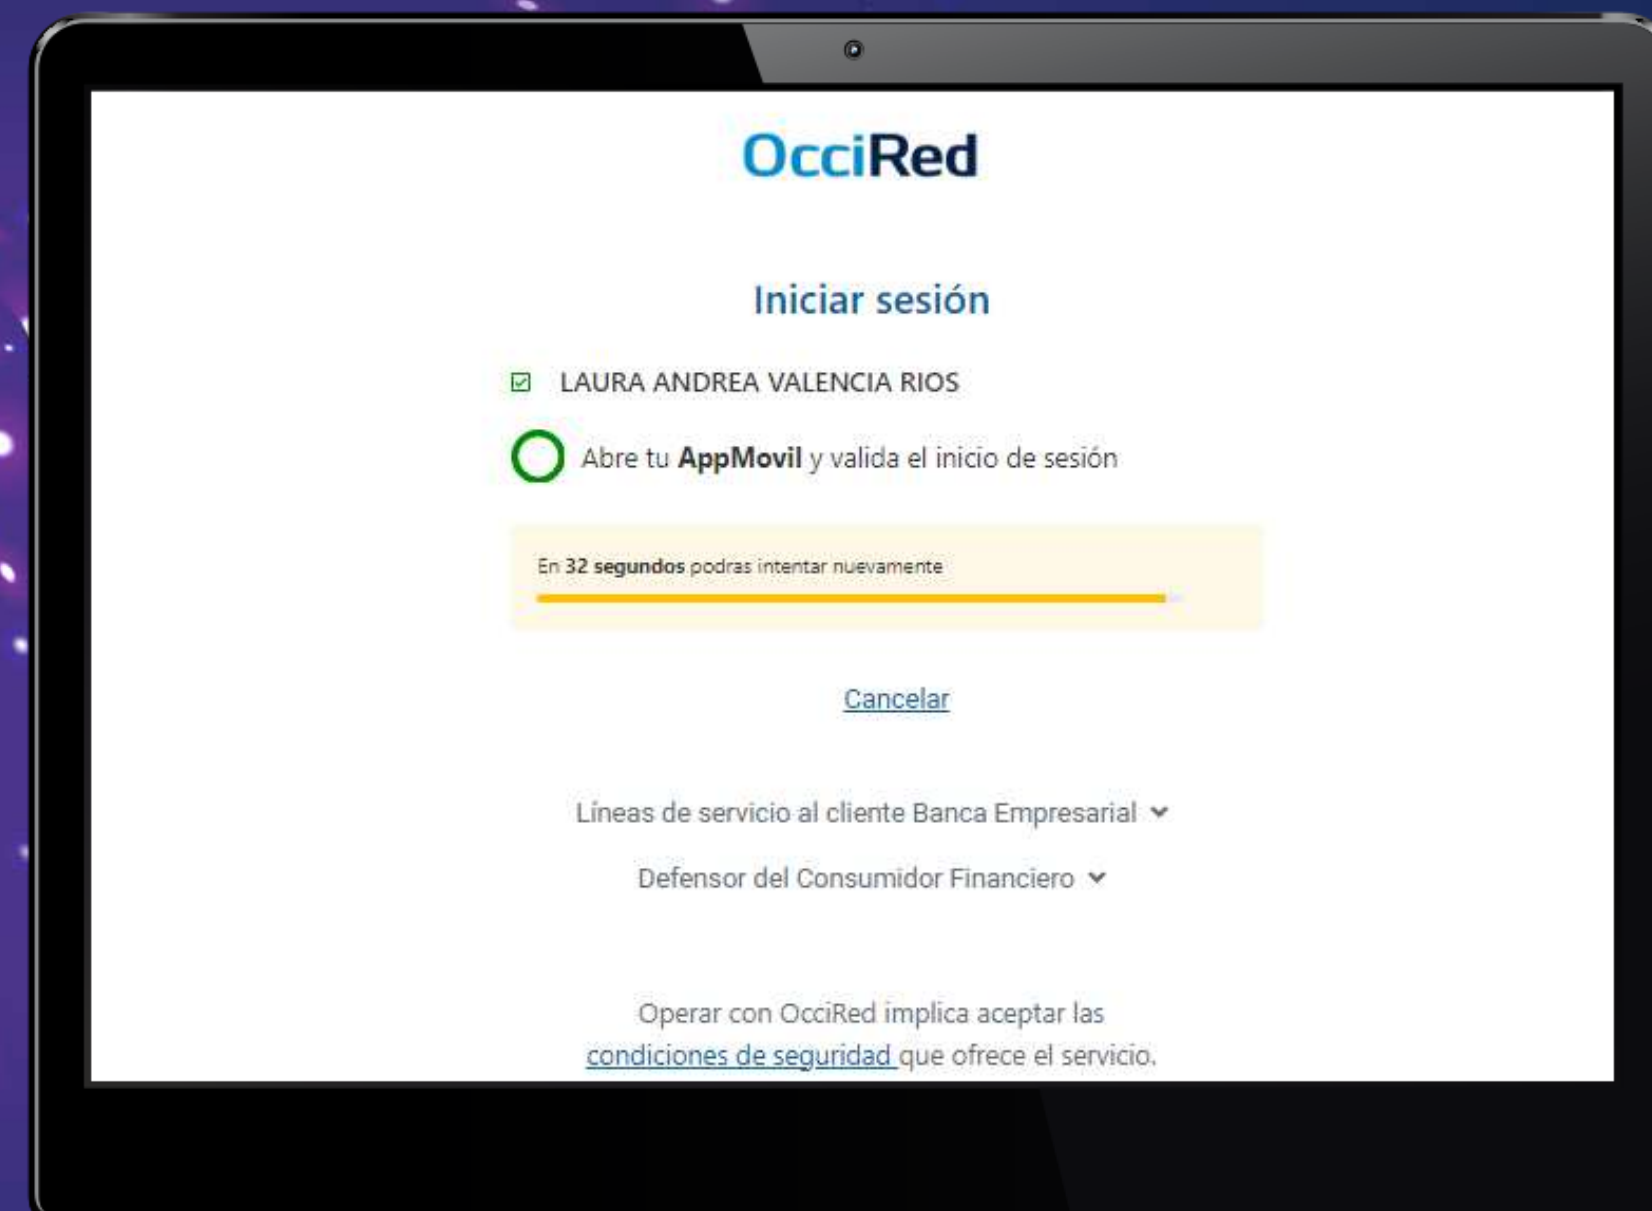 OcciRed
Iniciar sesión
LAURA ANDREA VALENCIA RIOS
Abre tu AppMovil y valida el inicio de sesión
En 32 segundos podras intentar nuevamente
Cancelar
Líneas de servicio al cliente Banca Empresarial
Defensor del Consumidor Financiero
Operar con OcciRed implica aceptar las
condiciones de seguridad que ofrece el servicio.